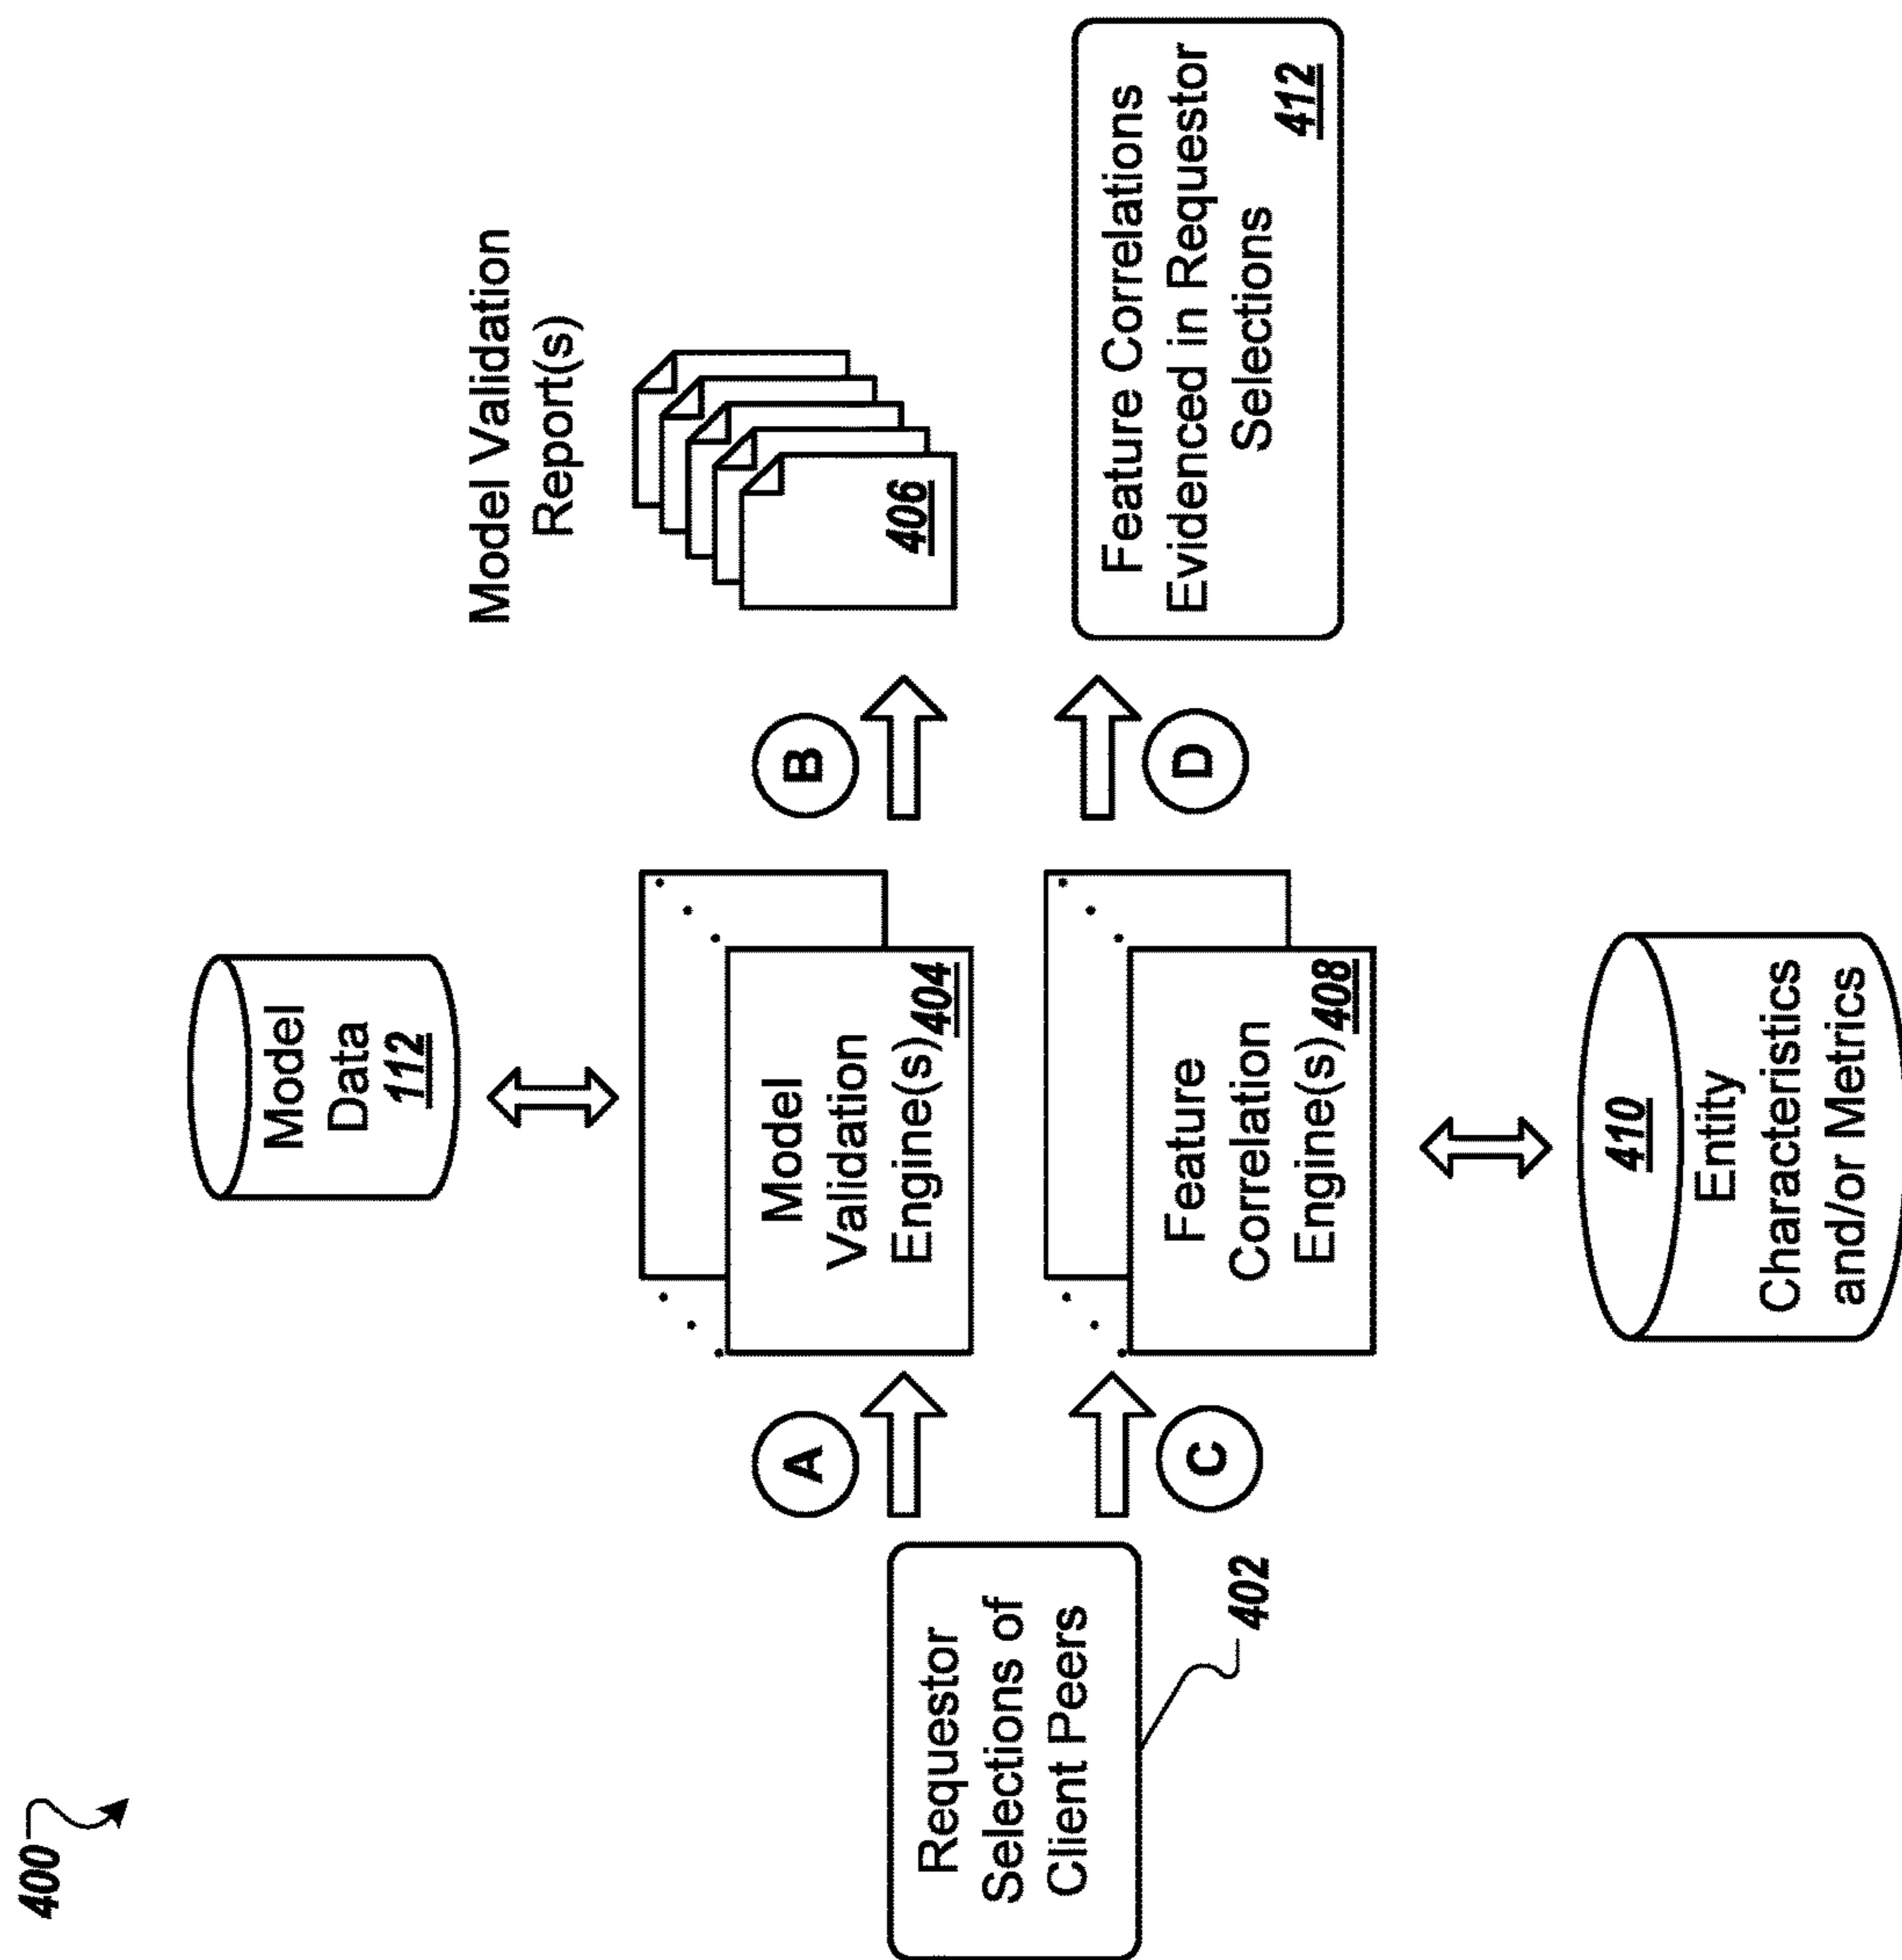 400
Model
Data
112
Model Validation
Report(s)
A
B
Model
Validation
Engine(s)
404
406
Requestor
Selections of
Client Peers
402
C
D
Feature
Correlation
Engine(s)
408
Feature Correlations
Evidenced in Requestor
Selections
412
410
Entity
Characteristics
and/or Metrics